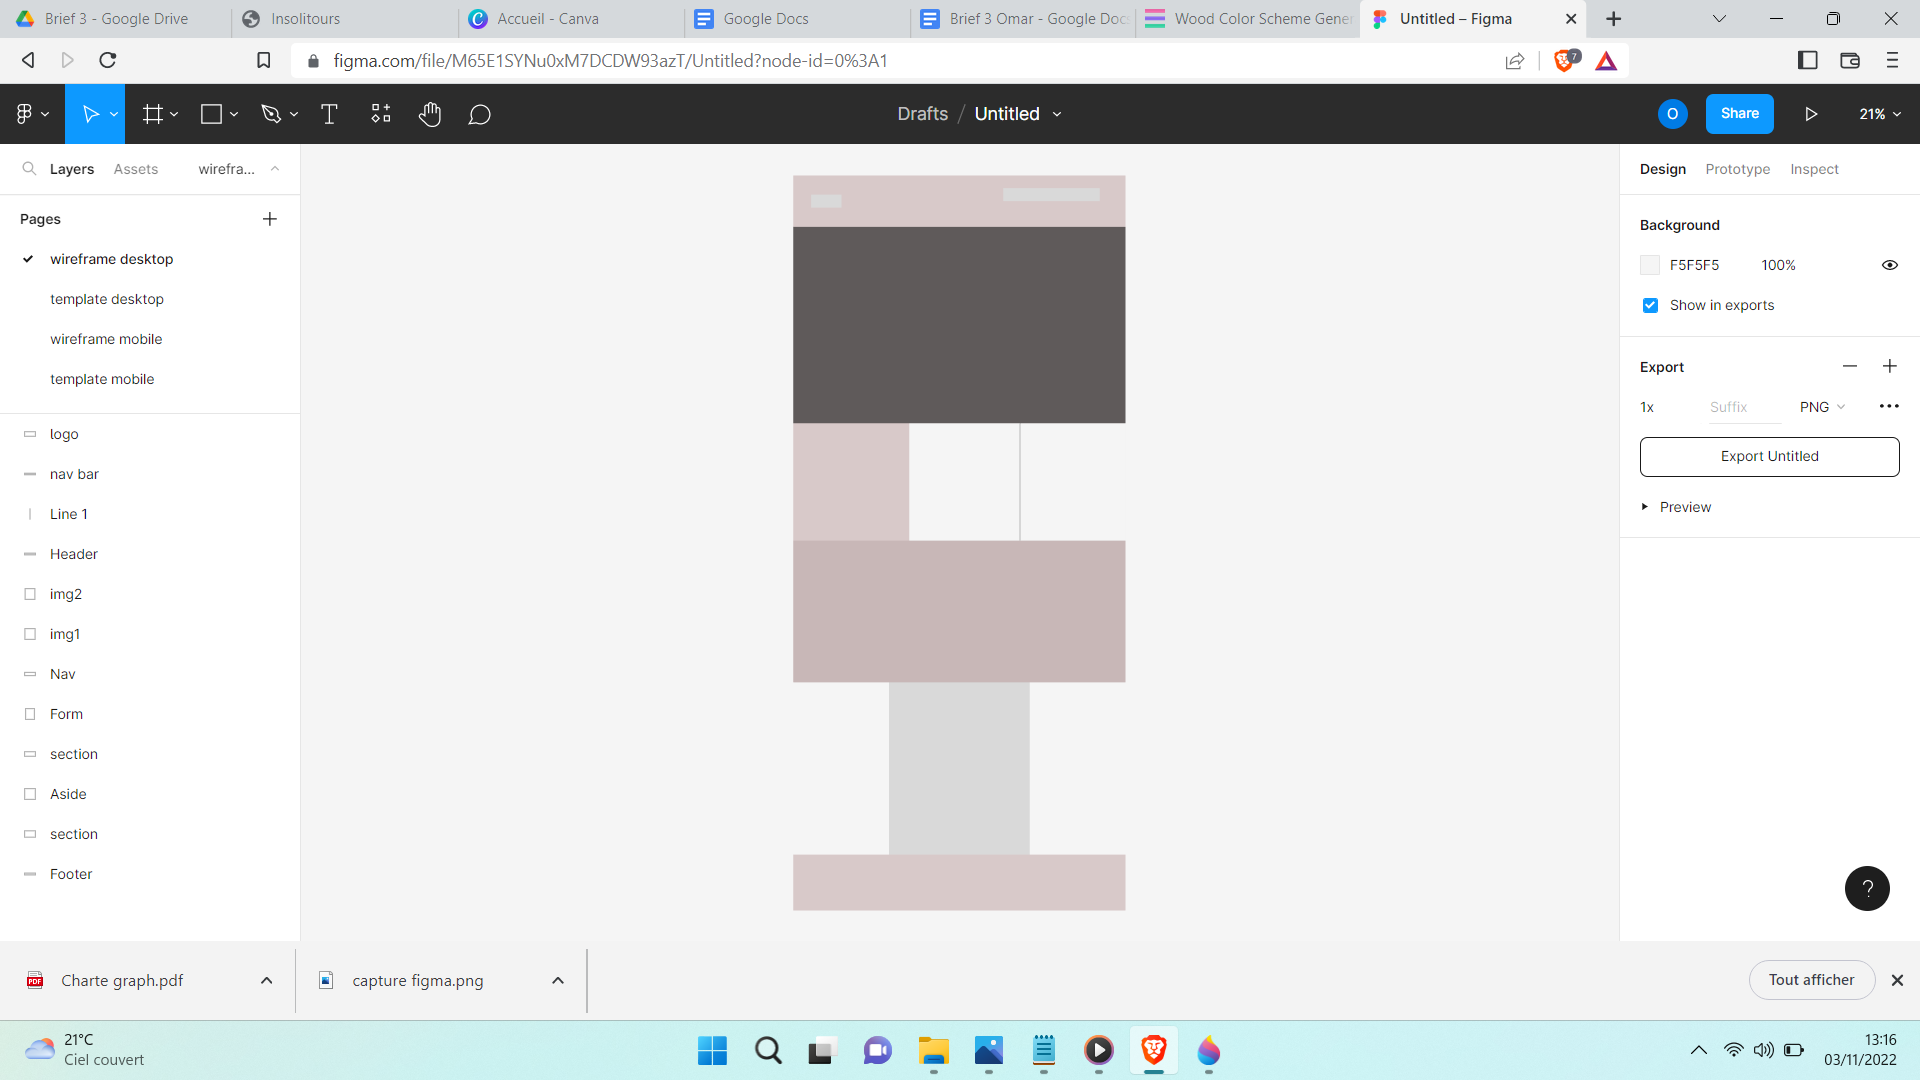 Brief 3 - Google Drive
Insolitours
Accueil - Canva
Google Docs
Brief 3 Omar - Google Doc
Wood Color Scheme Gener
Untitled – Figma
figma.com/file/M65E1SYNu0xM7DCDW93azT/Untitled?node-id=0%3A1
7
Drafts / Untitled
O
Share
21%
Layers
Assets
wirefra...
Pages
wireframe desktop
template desktop
wireframe mobile
template mobile
logo
nav bar
Line 1
Header
img2
img1
Nav
Form
section
Aside
section
Footer
Design
Prototype
Inspect
Background
F5F5F5
100%
Show in exports
Export
1x
Suffix
PNG
Export Untitled
Preview
?
PDF
Charte graph.pdf
capture figma.png
Tout afficher
21°C
Ciel couvert
13:16
03/11/2022